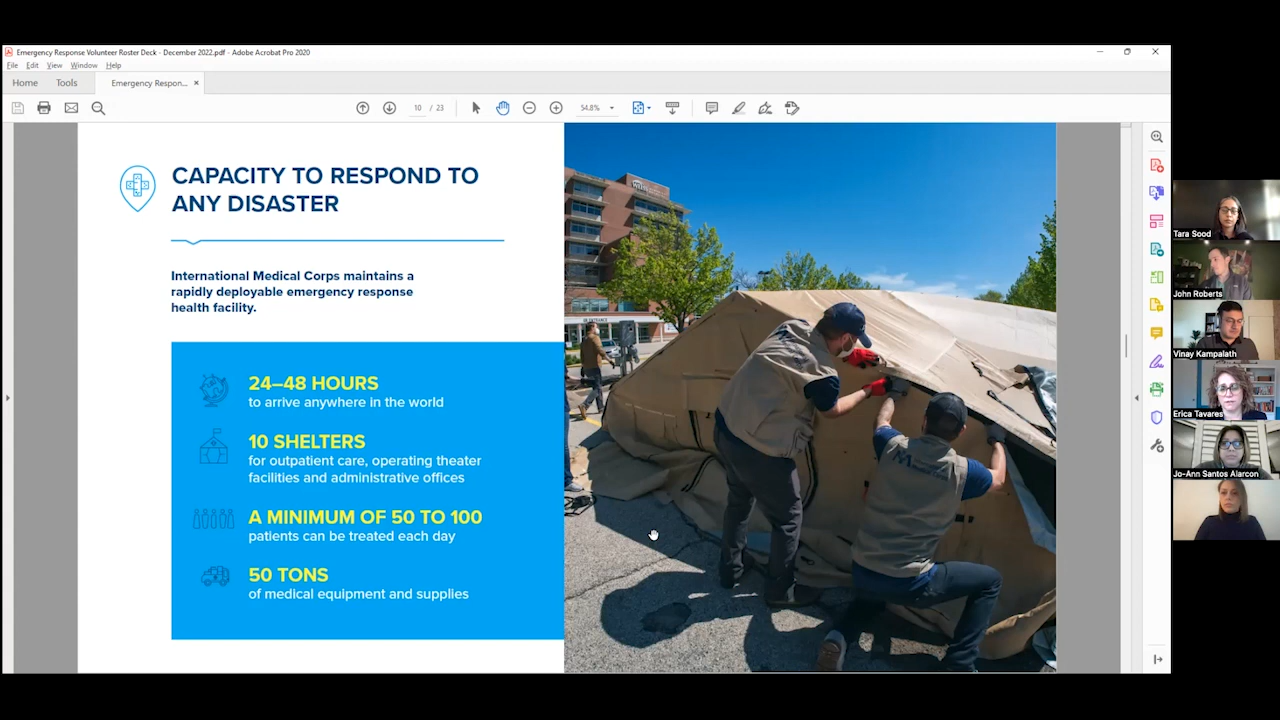 Emergency Response Volunteer Roster Deck - December 2022.pdf - Adobe Acrobat Pro 2020
File Edit View Window Help
Home Tools Emergency Respon... ×
10 / 23 54.8%
CAPACITY TO RESPOND TO
ANY DISASTER
International Medical Corps maintains a
rapidly deployable emergency response
health facility.
24–48 HOURS
to arrive anywhere in the world
10 SHELTERS
for outpatient care, operating theater
facilities and administrative offices
A MINIMUM OF 50 TO 100
patients can be treated each day
50 TONS
of medical equipment and supplies
Tara Sood
John Roberts
Vinay Kampalath
Erica Tavares
Jo-Ann Santos Alarcon